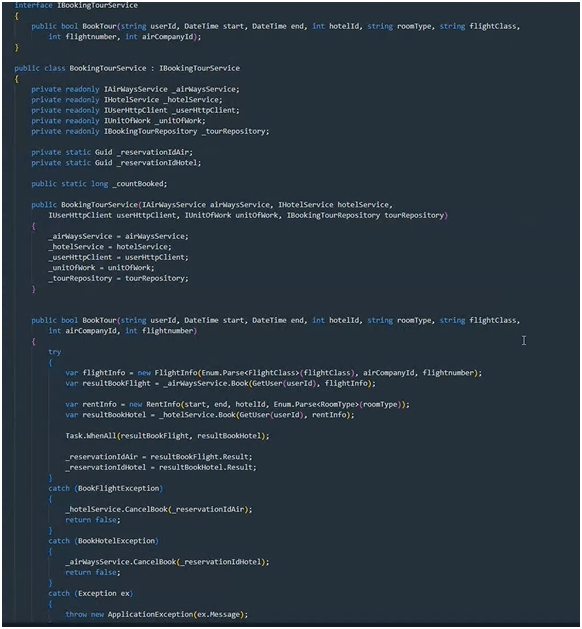 interface IBookingTourService
{
    public bool BookTour(string userId, DateTime start, DateTime end, int hotelId, string roomType, string flightClass,
        int flightnumber, int airCompanyId);
}
public class BookingTourService : IBookingTourService
{
    private readonly IAirWaysService _airWaysService;
    private readonly IHotelService _hotelService;
    private readonly IUserHttpClient _userHttpClient;
    private readonly IUnitOfWork _unitOfWork;
    private readonly IBookingTourRepository _tourRepository;
    private static Guid _reservationIdAir;
    private static Guid _reservationIdHotel;
    public static long _countBooked;
    public BookingTourService(IAirWaysService airWaysService, IHotelService hotelService,
        IUserHttpClient userHttpClient, IUnitOfWork unitOfWork, IBookingTourRepository tourRepository)
    {
        _airWaysService = airWaysService;
        _hotelService = hotelService;
        _userHttpClient = userHttpClient;
        _unitOfWork = unitOfWork;
        _tourRepository = tourRepository;
    }
    public bool BookTour(string userId, DateTime start, DateTime end, int hotelId, string roomType, string flightClass,
        int airCompanyId, int flightnumber)
    {
        try
        {
            var flightInfo = new FlightInfo(Enum.Parse<FlightClass>(flightClass), airCompanyId, flightnumber);
            var resultBookFlight = _airWaysService.Book(GetUser(userId), flightInfo);
            var rentInfo = new RentInfo(start, end, hotelId, Enum.Parse<RoomType>(roomType));
            var resultBookHotel = _hotelService.Book(GetUser(userId), rentInfo);
            Task.WhenAll(resultBookFlight, resultBookHotel);
            _reservationIdAir = resultBookFlight.Result;
            _reservationIdHotel = resultBookHotel.Result;
        }
        catch (BookFlightException)
        {
            _hotelService.CancelBook(_reservationIdAir);
            return false;
        }
        catch (BookHotelException)
        {
            _airWaysService.CancelBook(_reservationIdHotel);
            return false;
        }
        catch (Exception ex)
        {
            throw new ApplicationException(ex.Message);